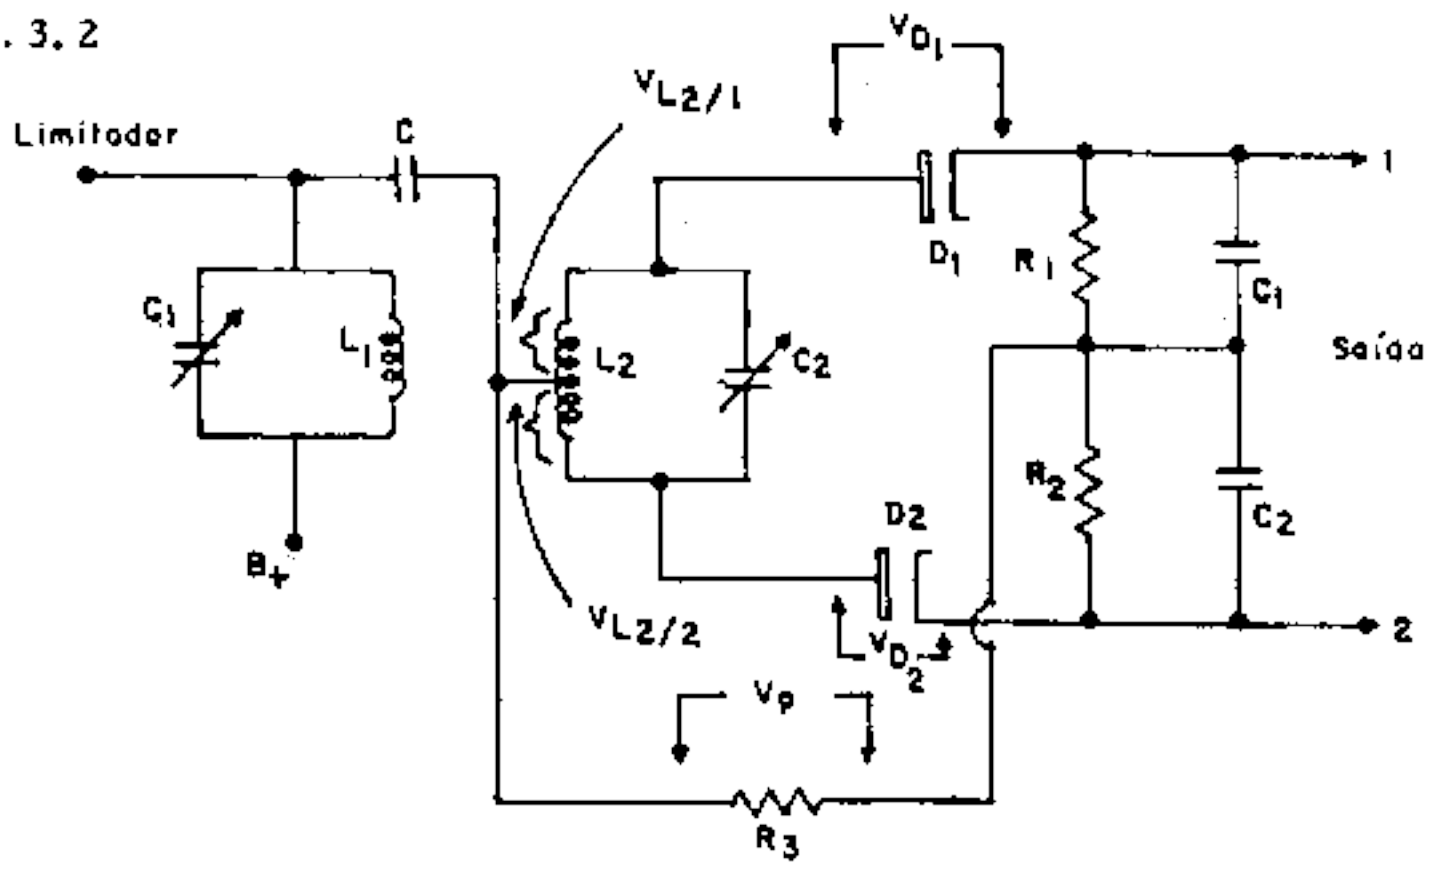 . 3. 2
VD1
VL2/1
Limitador
C
1
D1
R1
C1
C1
L1
L2
C2
Saída
R2
C2
D2
B+
VL2/2
VD2
2
Vp
R3